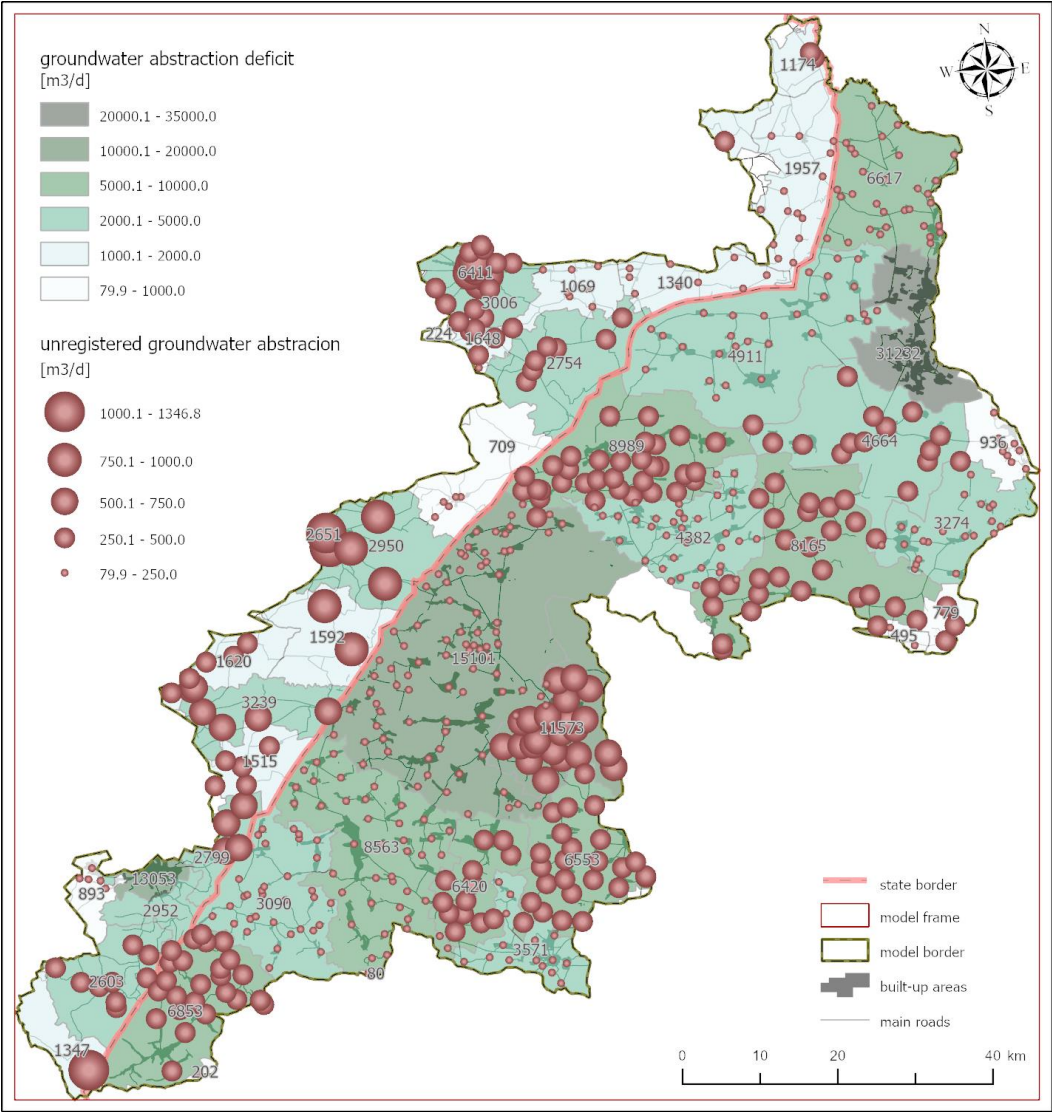 groundwater abstraction deficit
[m3/d]
20000.1 - 35000.0
10000.1 - 20000.0
5000.1 - 10000.0
2000.1 - 5000.0
1000.1 - 2000.0
79.9 - 1000.0
unregistered groundwater abstracion
[m3/d]
1000.1 - 1346.8
750.1 - 1000.0
500.1 - 750.0
250.1 - 500.0
79.9 - 250.0
N
W
E
S
1174
1957
6617
6411
3006
1069
1340
224
1648
2754
4911
31232
709
8989
4664
936
2651
2950
4382
8165
3274
1592
1620
15101
779
495
3239
11573
1515
2799
8563
6553
13053
893
2952
3090
6420
3571
80
2603
6853
1347
202
state border
model frame
model border
built-up areas
main roads
0
10
20
40 km